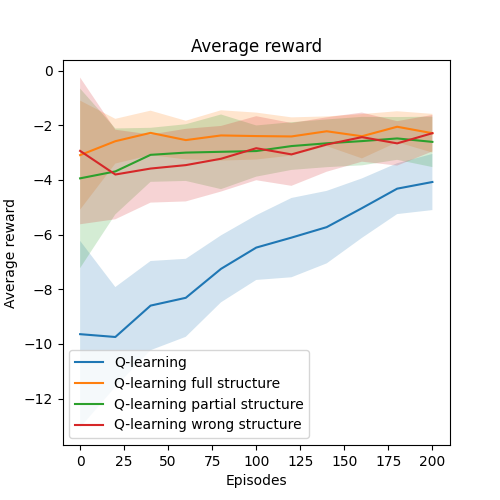 Average reward
Average reward
0
−2
−4
−6
−8
−10
−12
Q-learning
Q-learning full structure
Q-learning partial structure
Q-learning wrong structure
0 25 50 75 100 125 150 175 200
Episodes